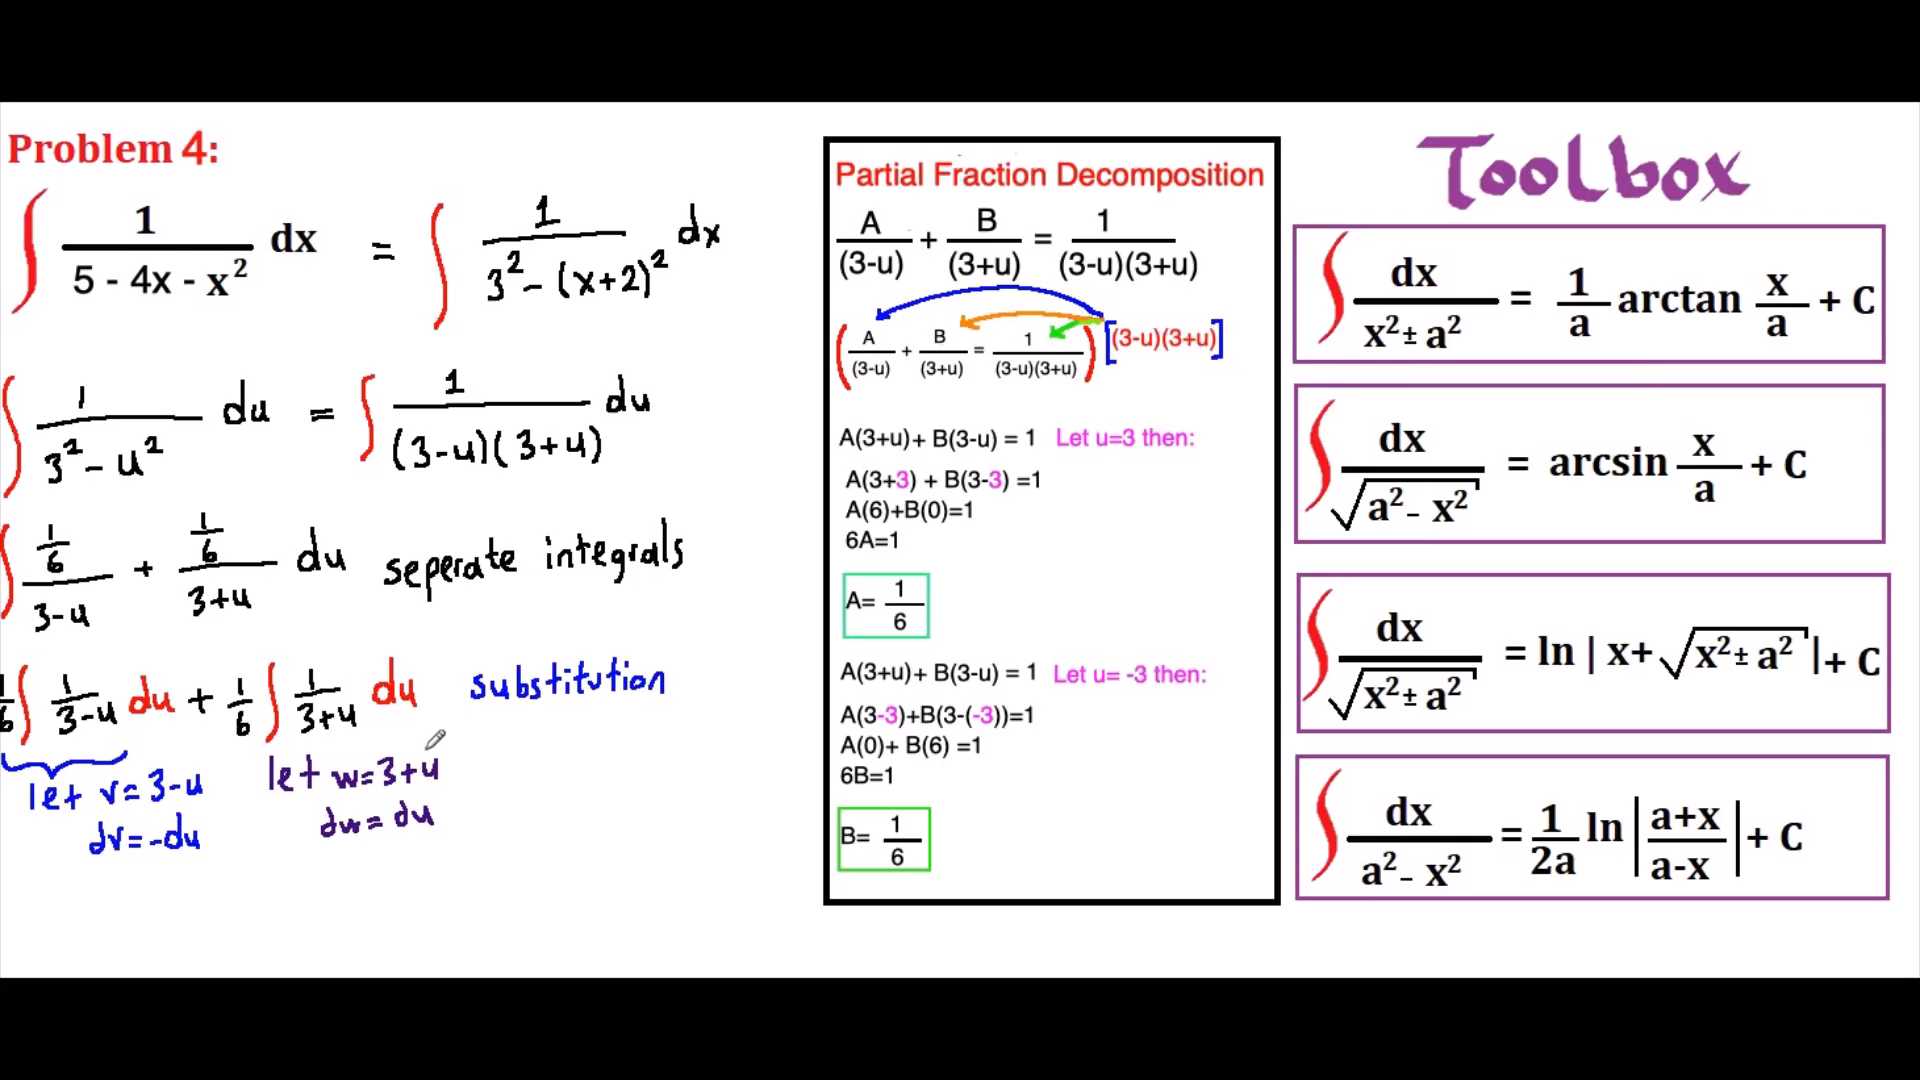 Problem 4:
∫ 1 / (5 - 4x - x²) dx = ∫ 1 / (3² - (x+2)²) dx
∫ 1 / (3² - u²) du = ∫ 1 / ((3-u)(3+u)) du
∫ (1/6) / (3-u) + (1/6) / (3+u) du seperate integrals
1/6 ∫ 1/(3-u) du + 1/6 ∫ 1/(3+u) du substitution
let v = 3-u
dv = -du
let w = 3+u
dw = du
Partial Fraction Decomposition
A/(3-u) + B/(3+u) = 1/((3-u)(3+u))
( A/(3-u) + B/(3+u) = 1/((3-u)(3+u)) ) [(3-u)(3+u)]
A(3+u)+ B(3-u) = 1 Let u=3 then:
A(3+3) + B(3-3) =1
A(6)+B(0)=1
6A=1
A= 1/6
A(3+u)+ B(3-u) = 1 Let u= -3 then:
A(3-3)+B(3-(-3))=1
A(0)+ B(6) =1
6B=1
B= 1/6
Toolbox
∫ dx / (x² ± a²) = 1/a arctan x/a + C
∫ dx / √(a² - x²) = arcsin x/a + C
∫ dx / √(x² ± a²) = ln | x+ √(x² ± a²) | + C
∫ dx / (a² - x²) = 1/2a ln | (a+x)/(a-x) | + C